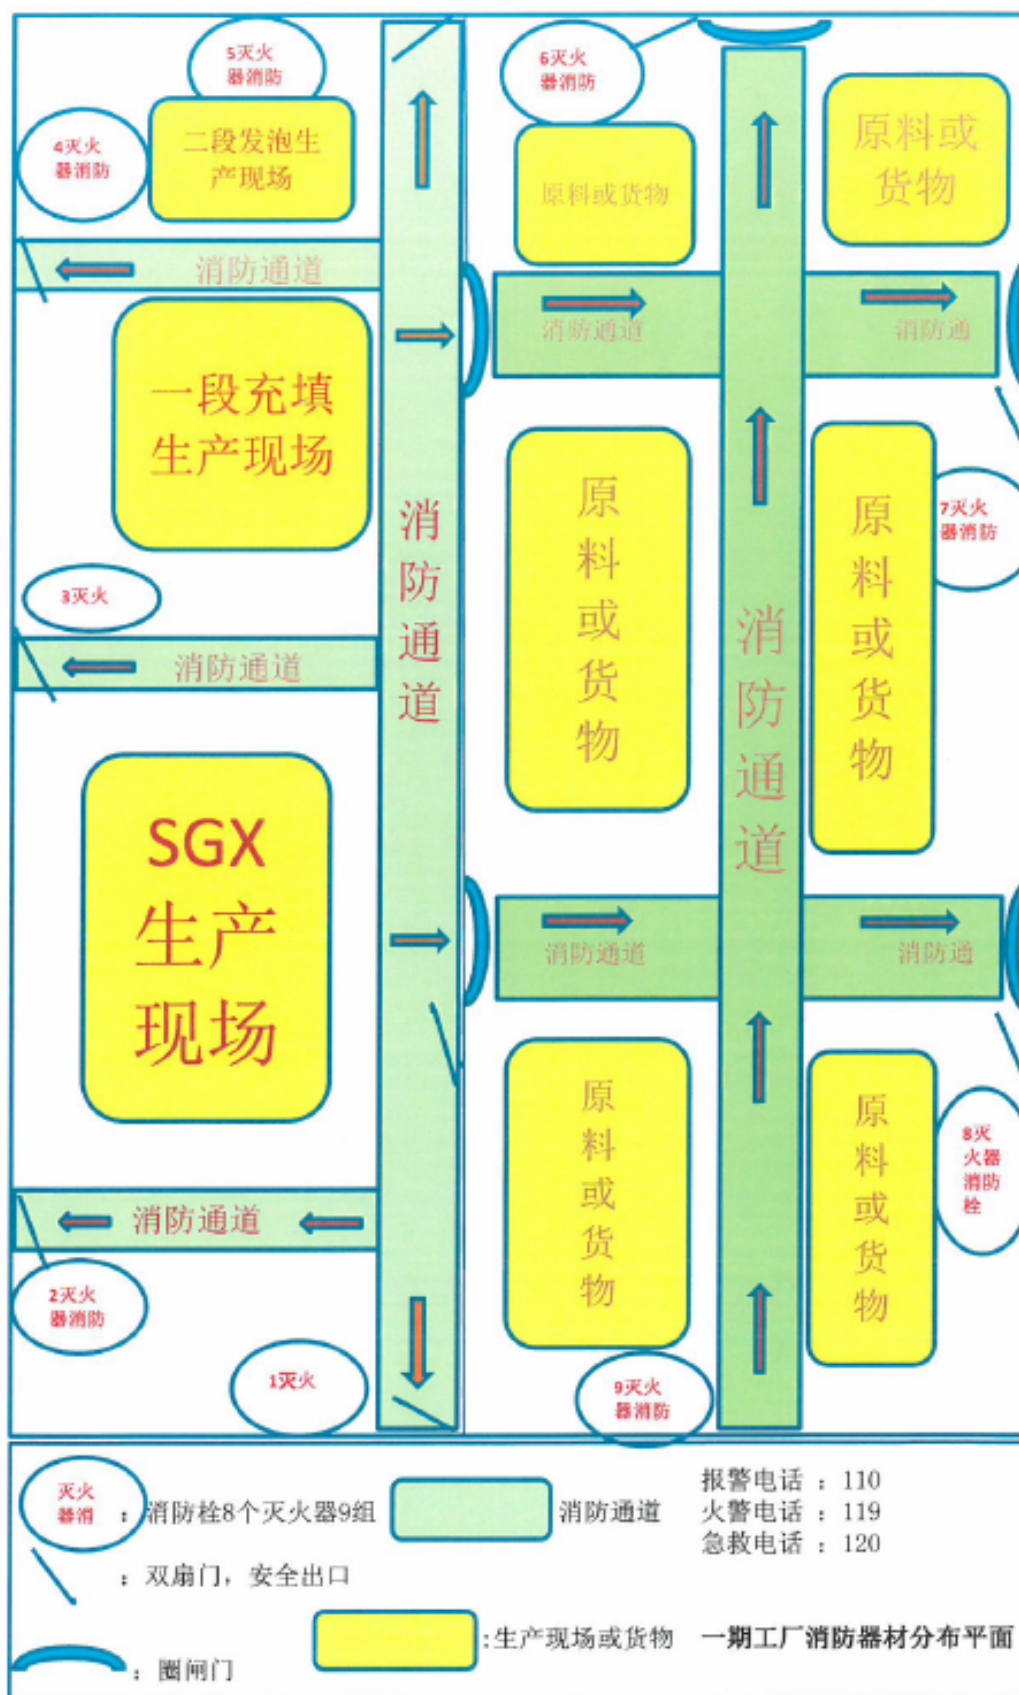 5灭火
器消防
6灭火
器消防
4灭火
器消防
二段发泡生
产现场
原料或货物
原料或
货物
消防通道
消防通道
消防通
一段充填
生产现场
消防通道
原料或货物
原料或货物
7灭火
器消防
3灭火
消防通道
消防通道
SGX
生产
现场
消防通道
消防通
原料或货物
原料或货物
8灭
火器
消防
栓
消防通道
2灭火
器消防
1灭火
9灭火
器消防
灭火
器消
：消防栓8个灭火器9组
消防通道
报警电话 ：110
火警电话 ：119
急救电话 ：120
：双扇门，安全出口
:生产现场或货物
一期工厂消防器材分布平面
：圈闸门